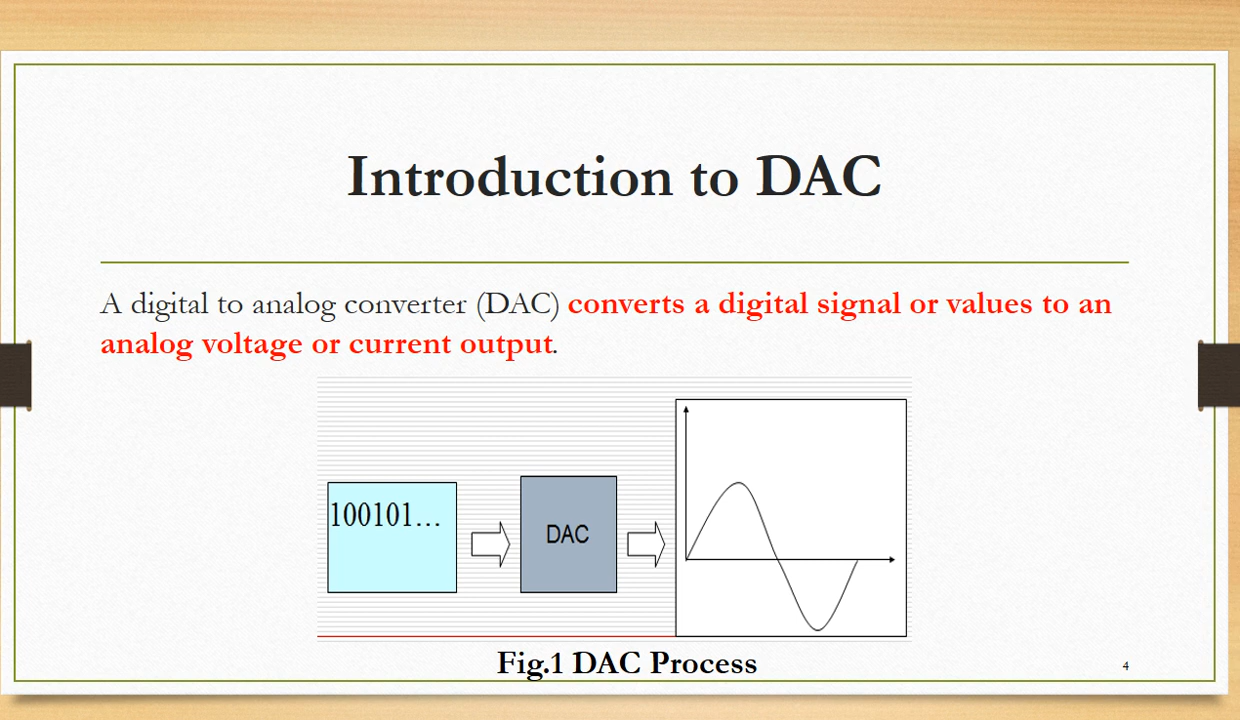 Introduction to DAC
A digital to analog converter (DAC) converts a digital signal or values to an
analog voltage or current output.
100101...
DAC
Fig.1 DAC Process
4